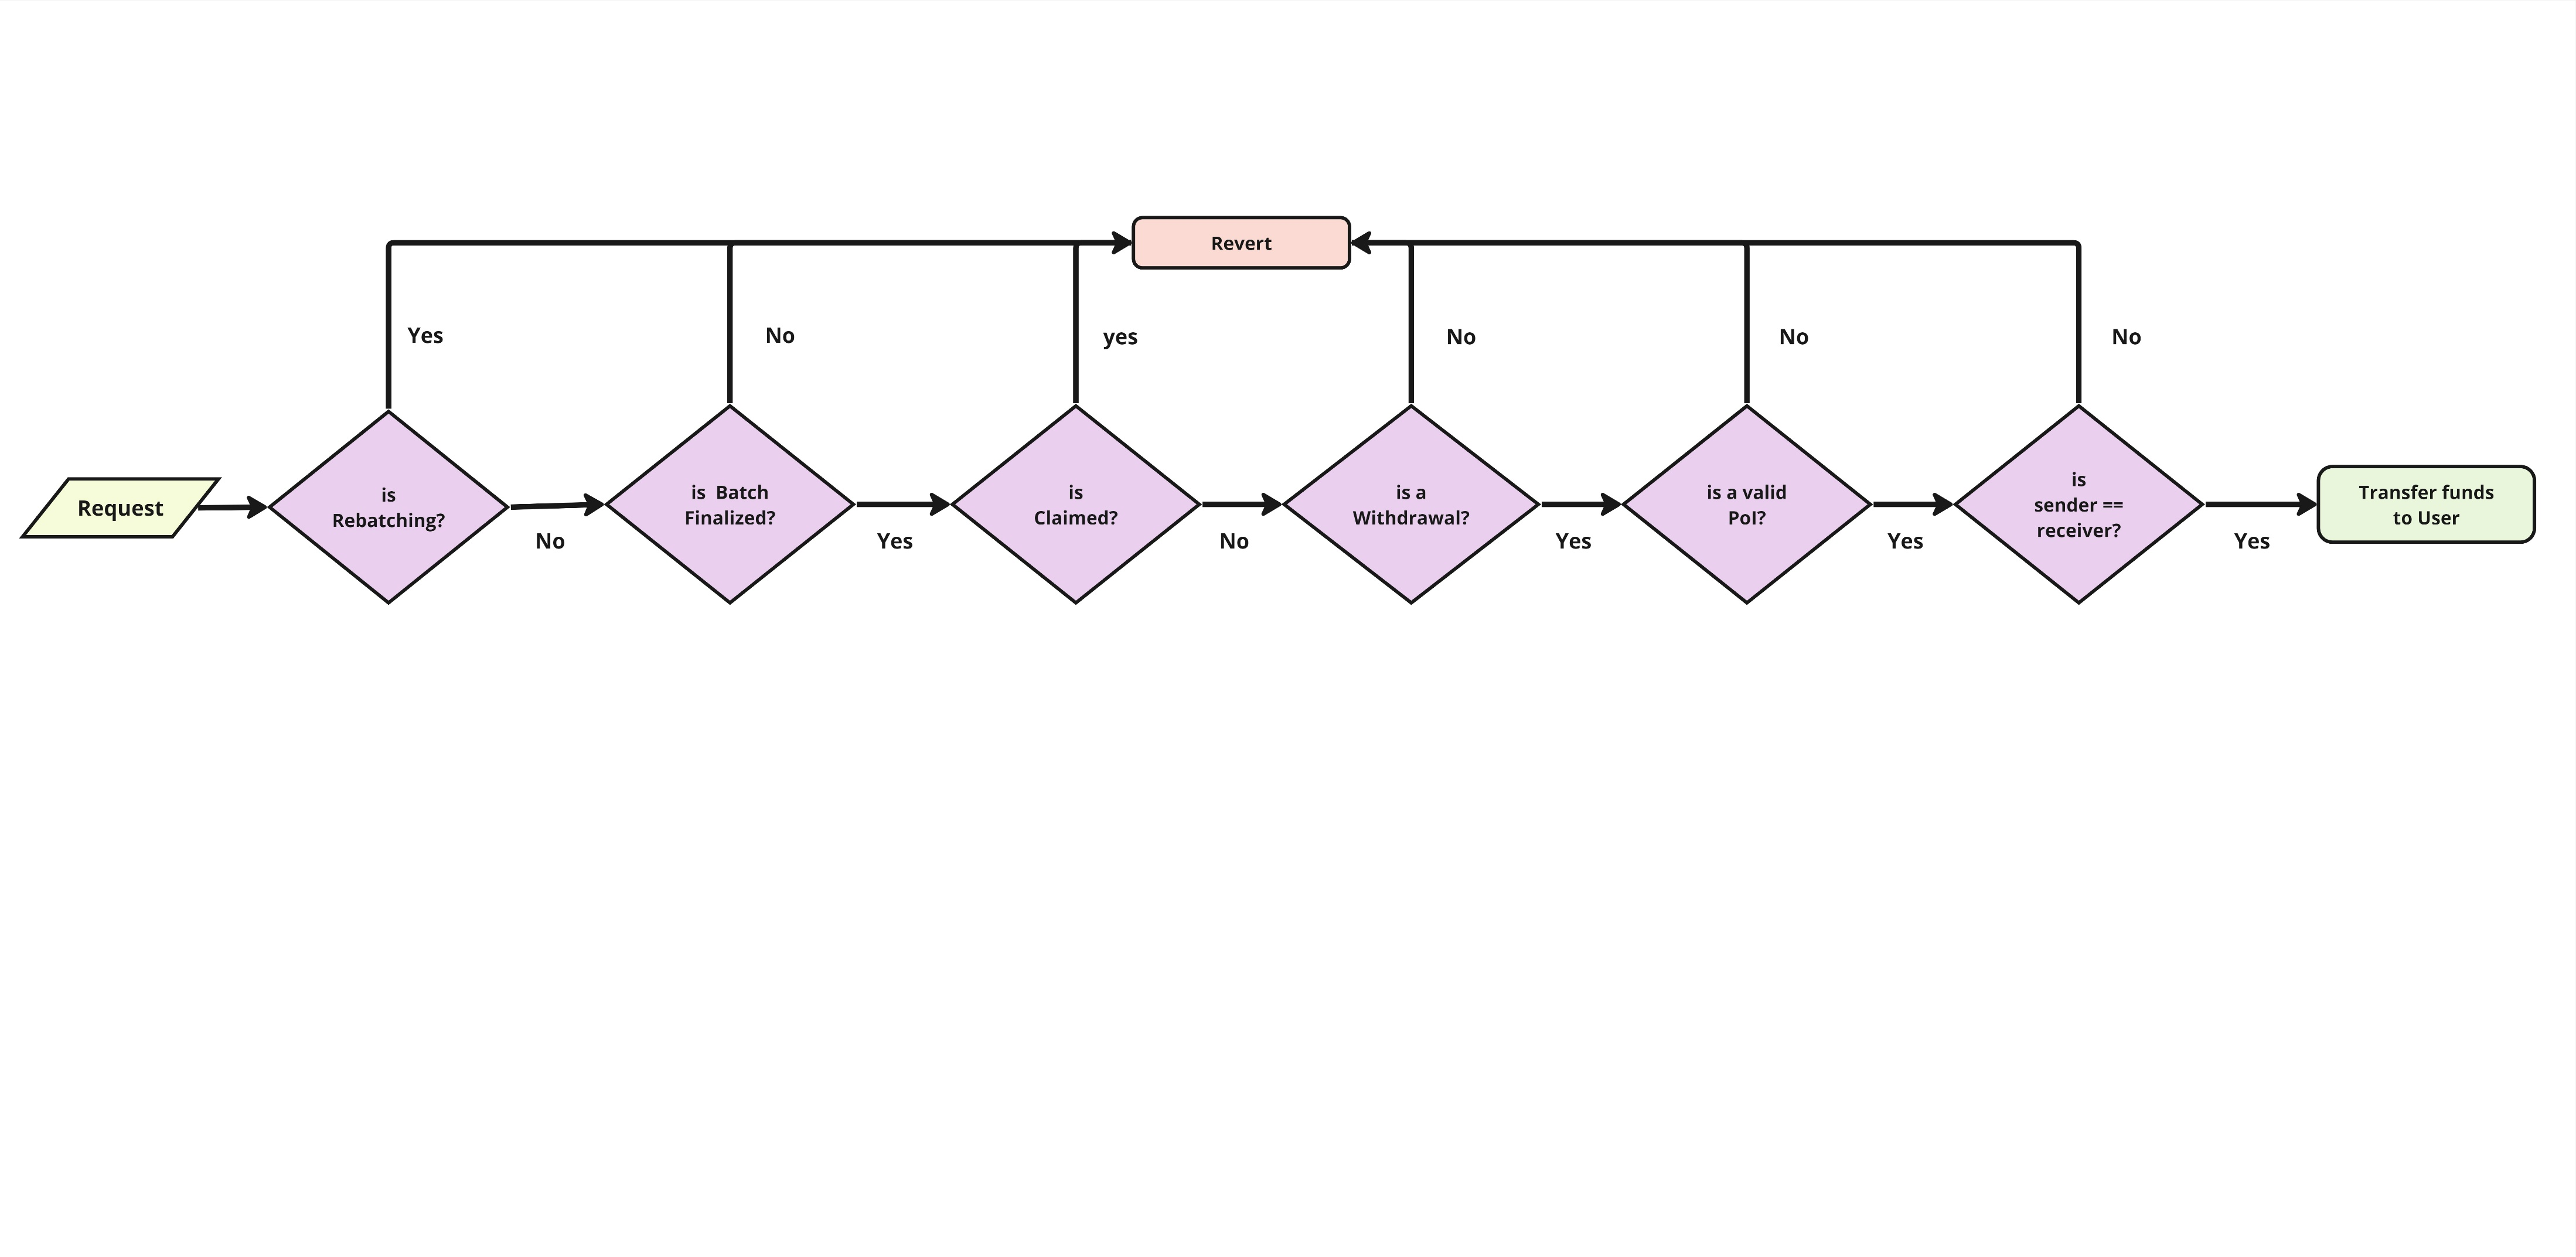 Revert
Yes
No
yes
No
No
No
Request
is
Rebatching?
No
is  Batch
Finalized?
Yes
is
Claimed?
No
is a
Withdrawal?
Yes
is a valid
PoI?
Yes
is
sender ==
receiver?
Yes
Transfer funds
to User